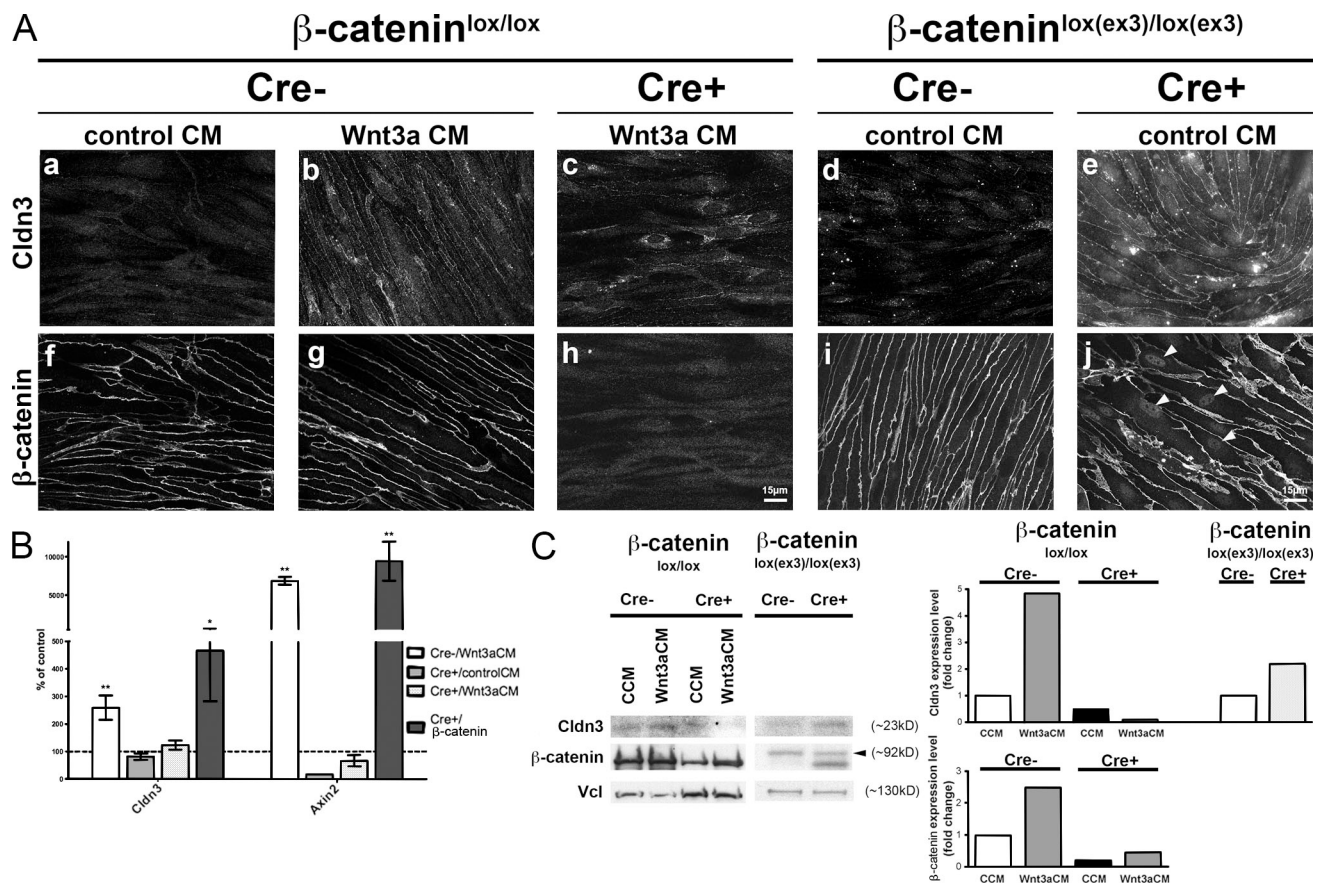 A
β-catenin lox/lox
β-catenin lox(ex3)/lox(ex3)
Cre-
Cre+
Cre-
Cre+
control CM
Wnt3a CM
Wnt3a CM
control CM
control CM
Cldn3
a
b
c
d
e
β-catenin
f
g
h
i
j
15µm
15µm
B
% of control
10000
5000
500
400
300
200
100
0
**
*
**
**
Cldn3
Axin2
Cre-/Wnt3aCM
Cre+/controlCM
Cre+/Wnt3aCM
Cre+/
β-catenin
C
β-catenin
lox/lox
β-catenin
lox(ex3)/lox(ex3)
Cre-
Cre+
Cre-
Cre+
CCM
Wnt3aCM
CCM
Wnt3aCM
Cldn3
(~23kD)
β-catenin
(~92kD)
Vcl
(~130kD)
β-catenin
lox/lox
β-catenin
lox(ex3)/lox(ex3)
Cre-
Cre+
Cre-
Cre+
Cldn3 expression level
(fold change)
5
4
3
2
1
0
CCM
Wnt3aCM
CCM
Wnt3aCM
Cre-
Cre+
β-catenin expression level
(fold change)
3
2
1
0
CCM
Wnt3aCM
CCM
Wnt3aCM